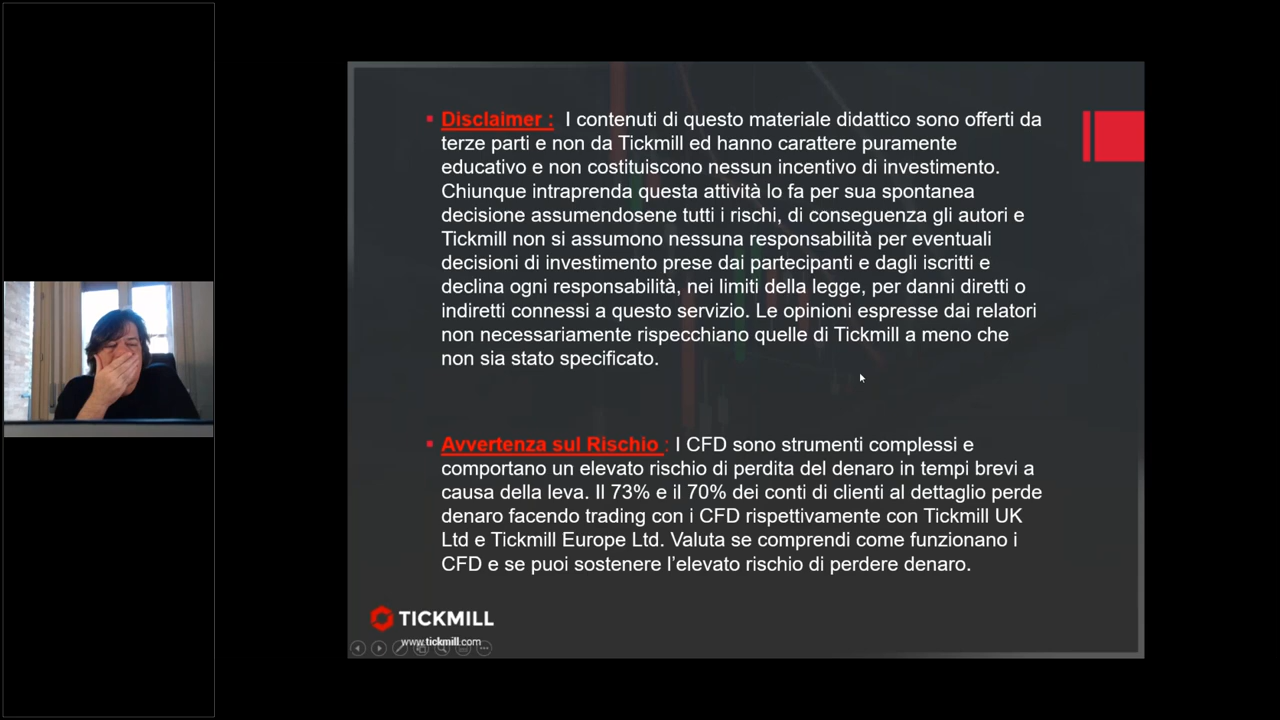 Disclaimer : I contenuti di questo materiale didattico sono offerti da
terze parti e non da Tickmill ed hanno carattere puramente
educativo e non costituiscono nessun incentivo di investimento.
Chiunque intraprenda questa attività lo fa per sua spontanea
decisione assumendosene tutti i rischi, di conseguenza gli autori e
Tickmill non si assumono nessuna responsabilità per eventuali
decisioni di investimento prese dai partecipanti e dagli iscritti e
declina ogni responsabilità, nei limiti della legge, per danni diretti o
indiretti connessi a questo servizio. Le opinioni espresse dai relatori
non necessariamente rispecchiano quelle di Tickmill a meno che
non sia stato specificato.
Avvertenza sul Rischio : I CFD sono strumenti complessi e
comportano un elevato rischio di perdita del denaro in tempi brevi a
causa della leva. Il 73% e il 70% dei conti di clienti al dettaglio perde
denaro facendo trading con i CFD rispettivamente con Tickmill UK
Ltd e Tickmill Europe Ltd. Valuta se comprendi come funzionano i
CFD e se puoi sostenere l’elevato rischio di perdere denaro.
TICKMILL
www.tickmill.com